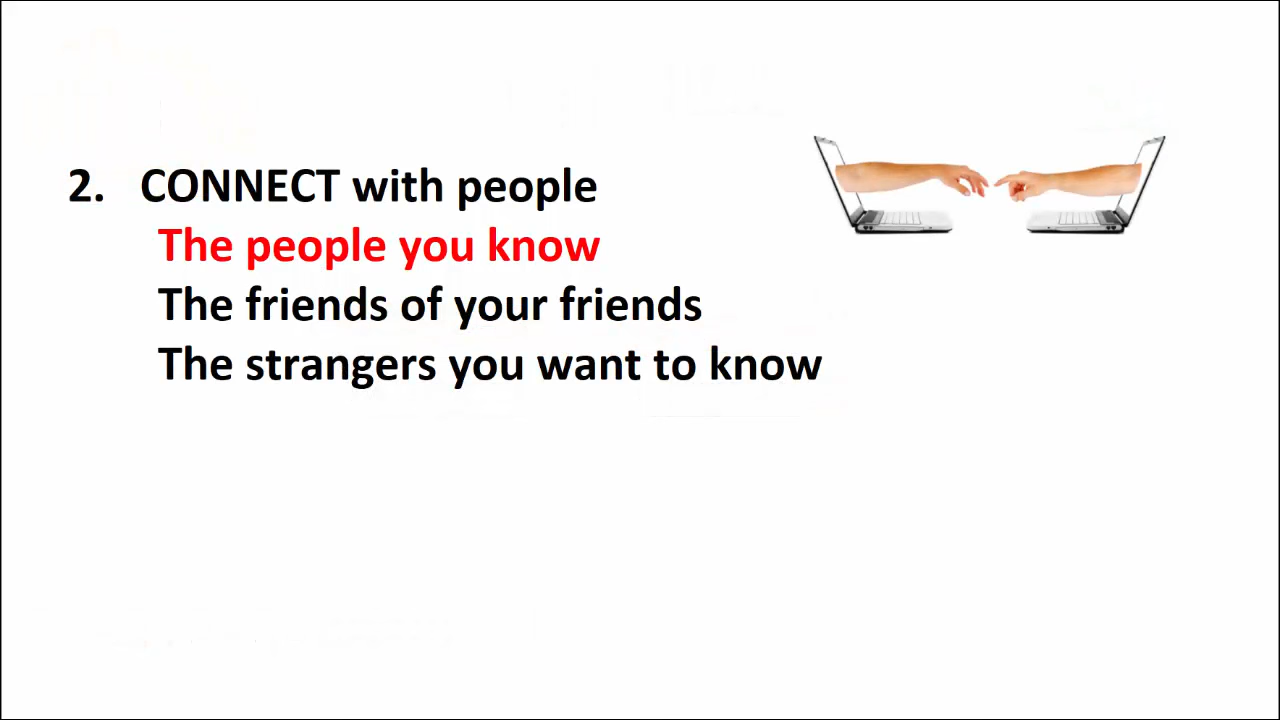 2. CONNECT with people
The people you know
The friends of your friends
The strangers you want to know